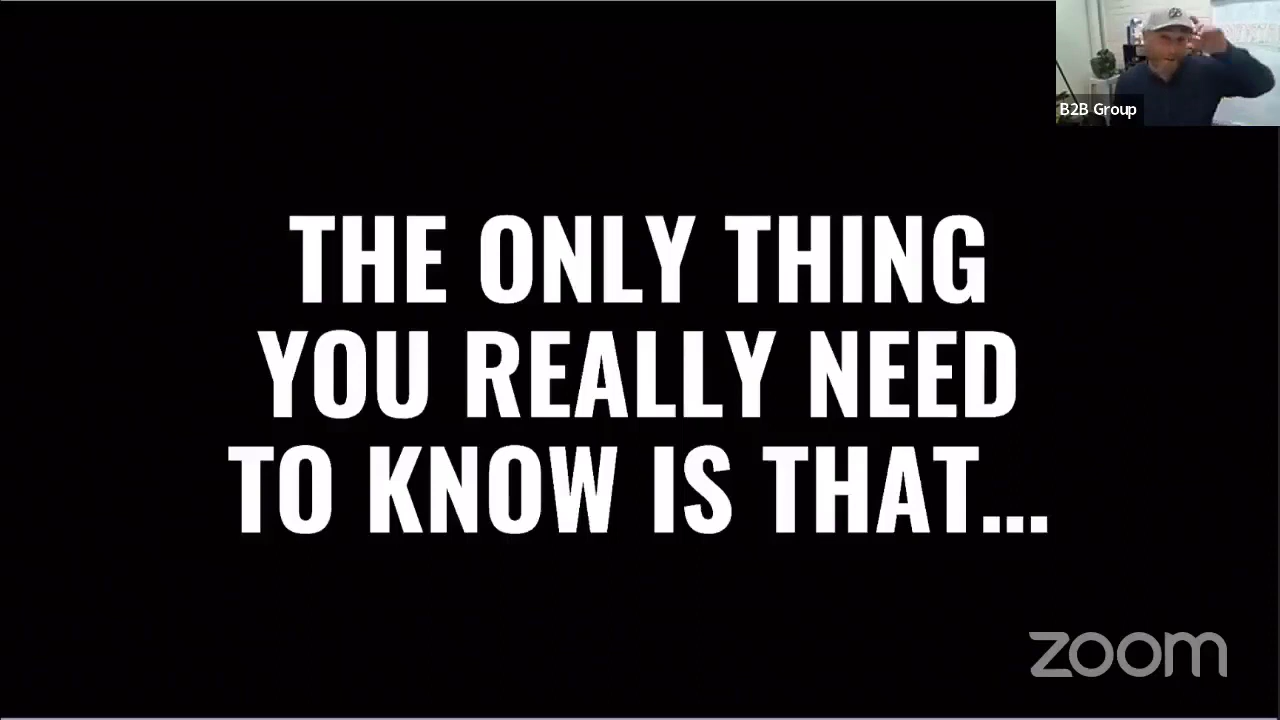 B2B Group
THE ONLY THING
YOU REALLY NEED
TO KNOW IS THAT...
zoom